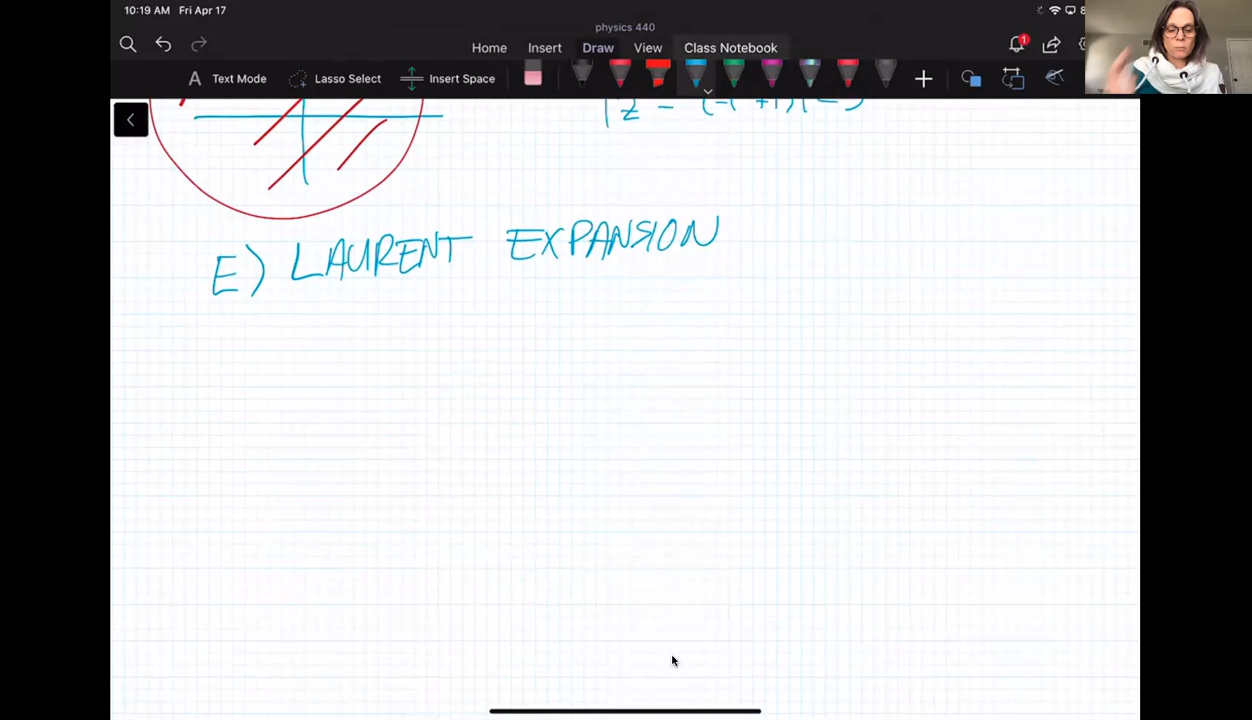 10:19 AM Fri Apr 17
physics 440
Home Insert Draw View Class Notebook
1
A Text Mode Lasso Select Insert Space
E) LAURENT EXPANSION